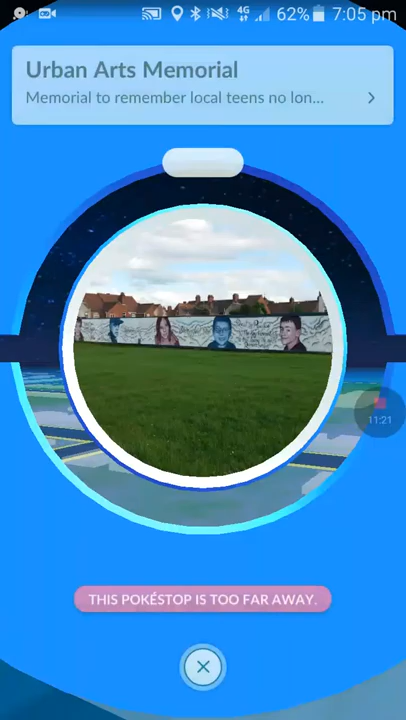 4G 62% 7:05 pm
Urban Arts Memorial
Memorial to remember local teens no lon...
11:21
THIS POKÉSTOP IS TOO FAR AWAY.